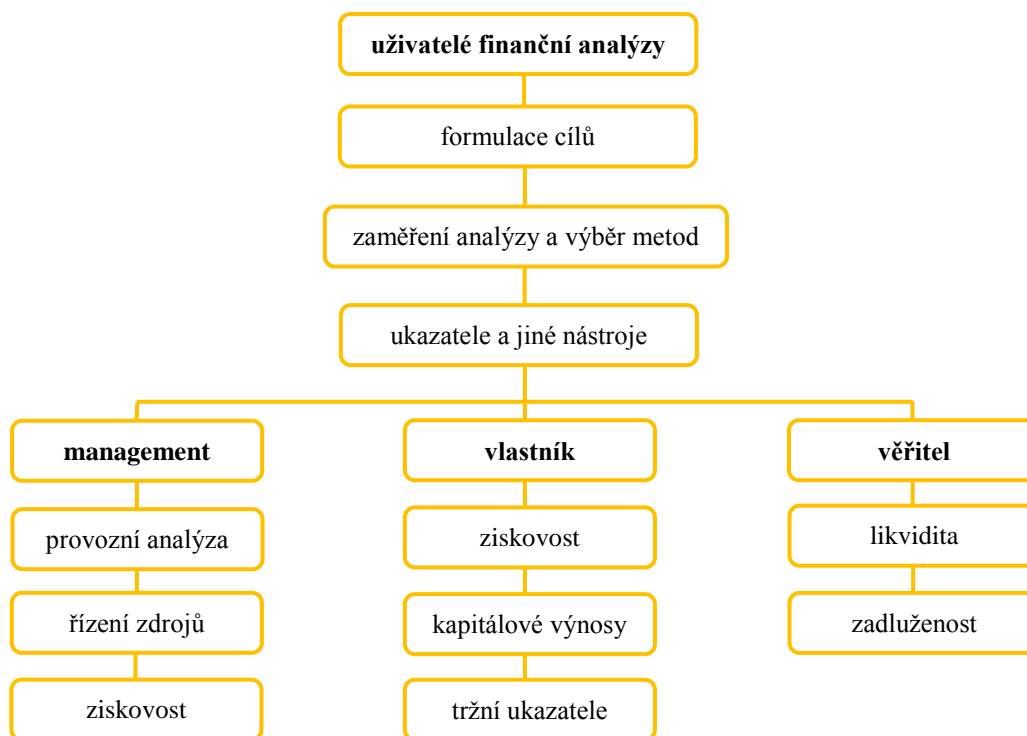 uživatelé finanční analýzy
formulace cílů
zaměření analýzy a výběr metod
ukazatele a jiné nástroje
management
vlastník
věřitel
provozní analýza
ziskovost
likvidita
řízení zdrojů
kapitálové výnosy
zadluženost
ziskovost
tržní ukazatele